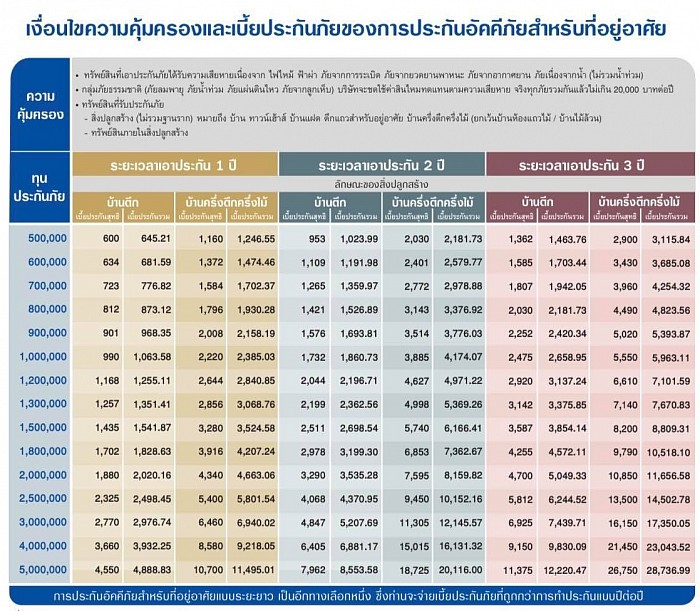 เงื่อนไขความคุ้มครองและเบี้ยประกันภัยของการประกันอัคคีภัยสำหรับที่อยู่อาศัย
ความคุ้มครอง
• ทรัพย์สินที่เอาประกันภัยได้รับความเสียหายเนื่องจาก ไฟไหม้ ฟ้าผ่า ภัยจากการระเบิด ภัยจากยวดยานพาหนะ ภัยจากอากาศยาน ภัยเนื่องจากน้ำ (ไม่รวมน้ำท่วม)
• กลุ่มภัยธรรมชาติ (ภัยลมพายุ ภัยน้ำท่วม ภัยแผ่นดินไหว ภัยจากลูกเห็บ) บริษัทจะชดใช้ค่าสินไหมทดแทนตามความเสียหาย จริงทุกภัยรวมกันแล้วไม่เกิน 20,000 บาทต่อปี
• ทรัพย์สินที่รับประกันภัย
- สิ่งปลูกสร้าง (ไม่รวมฐานราก) หมายถึง บ้าน ทาวน์เฮ้าส์ บ้านแฝด ตึกแถวสำหรับอยู่อาศัย บ้านครึ่งตึกครึ่งไม้ (ยกเว้นบ้านห้องแถวไม้ / บ้านไม้ล้วน)
- ทรัพย์สินภายในสิ่งปลูกสร้าง
ทุนประกันภัย
ระยะเวลาเอาประกัน 1 ปี ระยะเวลาเอาประกัน 2 ปี ระยะเวลาเอาประกัน 3 ปี
ลักษณะของสิ่งปลูกสร้าง
บ้านตึก บ้านครึ่งตึกครึ่งไม้ บ้านตึก บ้านครึ่งตึกครึ่งไม้ บ้านตึก บ้านครึ่งตึกครึ่งไม้
เบี้ยประกันสุทธิ เบี้ยประกันรวม เบี้ยประกันสุทธิ เบี้ยประกันรวม เบี้ยประกันสุทธิ เบี้ยประกันรวม เบี้ยประกันสุทธิ เบี้ยประกันรวม เบี้ยประกันสุทธิ เบี้ยประกันรวม เบี้ยประกันสุทธิ เบี้ยประกันรวม
500,000 600 645.21 1,160 1,246.55 953 1,023.99 2,030 2,181.73 1,362 1,463.76 2,900 3,115.84
600,000 634 681.59 1,372 1,474.46 1,109 1,191.98 2,401 2,579.77 1,585 1,703.44 3,430 3,685.08
700,000 723 776.82 1,584 1,702.37 1,265 1,359.97 2,772 2,978.88 1,807 1,942.05 3,960 4,254.32
800,000 812 873.12 1,796 1,930.28 1,421 1,526.89 3,143 3,376.92 2,030 2,181.73 4,490 4,823.56
900,000 901 968.35 2,008 2,158.19 1,576 1,693.81 3,514 3,776.03 2,252 2,420.34 5,020 5,393.87
1,000,000 990 1,063.58 2,220 2,385.03 1,732 1,860.73 3,885 4,174.07 2,475 2,658.95 5,550 5,963.11
1,200,000 1,168 1,255.11 2,644 2,840.85 2,044 2,196.71 4,627 4,971.22 2,920 3,137.24 6,610 7,101.59
1,300,000 1,257 1,351.41 2,856 3,068.76 2,199 2,362.56 4,998 5,369.26 3,142 3,375.85 7,140 7,670.83
1,500,000 1,435 1,541.87 3,280 3,524.58 2,511 2,698.54 5,740 6,166.41 3,587 3,854.14 8,200 8,809.31
1,800,000 1,702 1,828.63 3,916 4,207.24 2,978 3,199.30 6,853 7,362.67 4,255 4,572.11 9,790 10,518.10
2,000,000 1,880 2,020.16 4,340 4,663.06 3,290 3,535.28 7,595 8,159.82 4,700 5,049.33 10,850 11,656.58
2,500,000 2,325 2,498.45 5,400 5,801.54 4,068 4,370.95 9,450 10,152.16 5,812 6,244.52 13,500 14,502.78
3,000,000 2,770 2,976.74 6,460 6,940.02 4,847 5,207.69 11,305 12,145.57 6,925 7,439.71 16,150 17,350.05
4,000,000 3,660 3,932.25 8,580 9,218.05 6,405 6,881.17 15,015 16,131.32 9,150 9,830.09 21,450 23,043.52
5,000,000 4,550 4,888.83 10,700 11,495.01 7,962 8,553.58 18,725 20,116.00 11,375 12,220.47 26,750 28,736.99
การประกันอัคคีภัยสำหรับที่อยู่อาศัยแบบระยะยาว เป็นอีกทางเลือกหนึ่ง ซึ่งท่านจะจ่ายเบี้ยประกันภัยที่ถูกกว่าการทำประกันแบบปีต่อปี